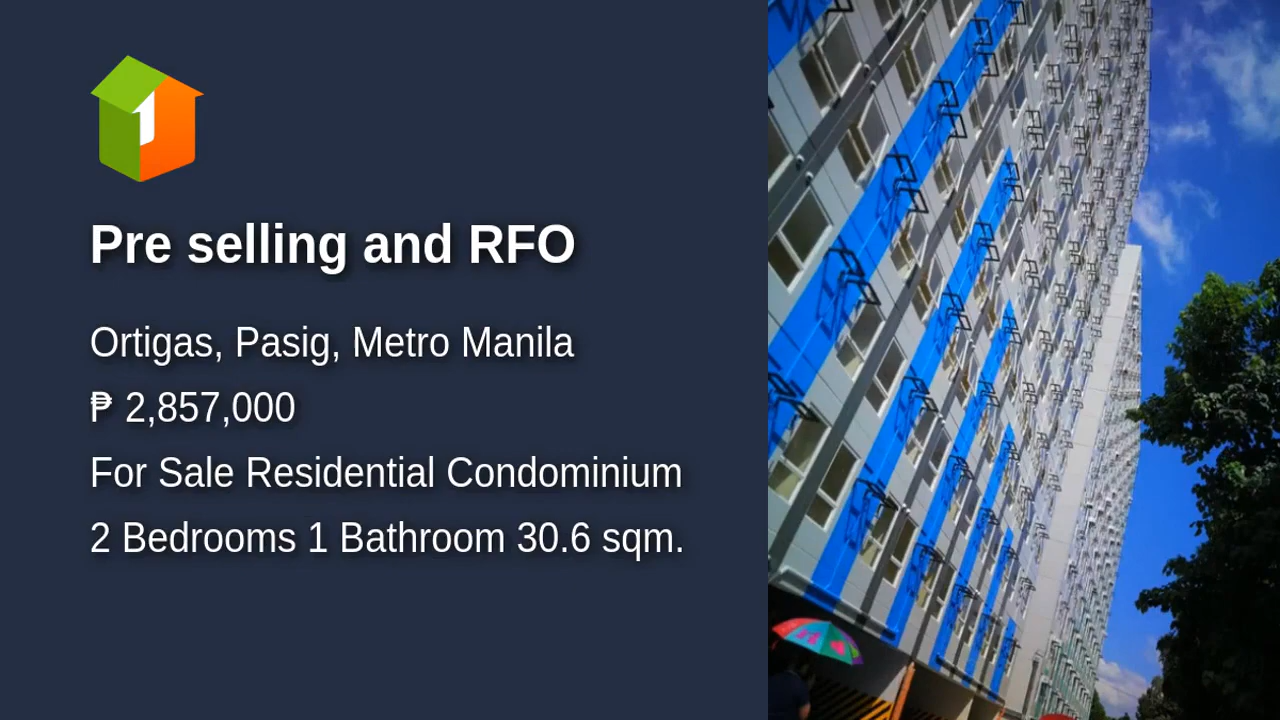 Pre selling and RFO
Ortigas, Pasig, Metro Manila
₱ 2,857,000
For Sale Residential Condominium
2 Bedrooms 1 Bathroom 30.6 sqm.